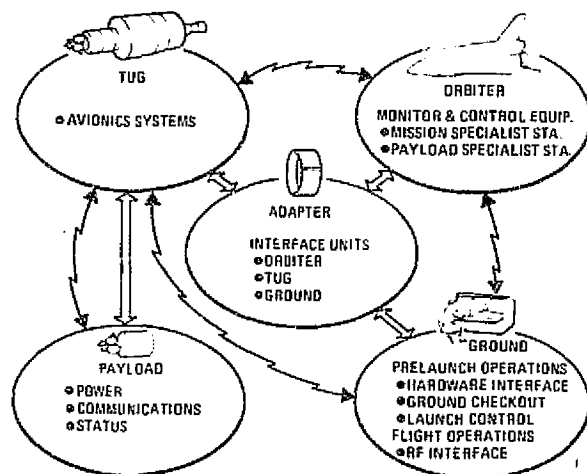 TUG
● AVIONICS SYSTEMS
ORBITER
MONITOR & CONTROL EQUIP.
● MISSION SPECIALIST STA.
● PAYLOAD SPECIALIST STA.
ADAPTER
INTERFACE UNITS
● ORBITER
● TUG
● GROUND
PAYLOAD
● POWER
● COMMUNICATIONS
● STATUS
GROUND
PRELAUNCH OPERATIONS
● HARDWARE INTERFACE
● GROUND CHECKOUT
● LAUNCH CONTROL
FLIGHT OPERATIONS
● RF INTERFACE